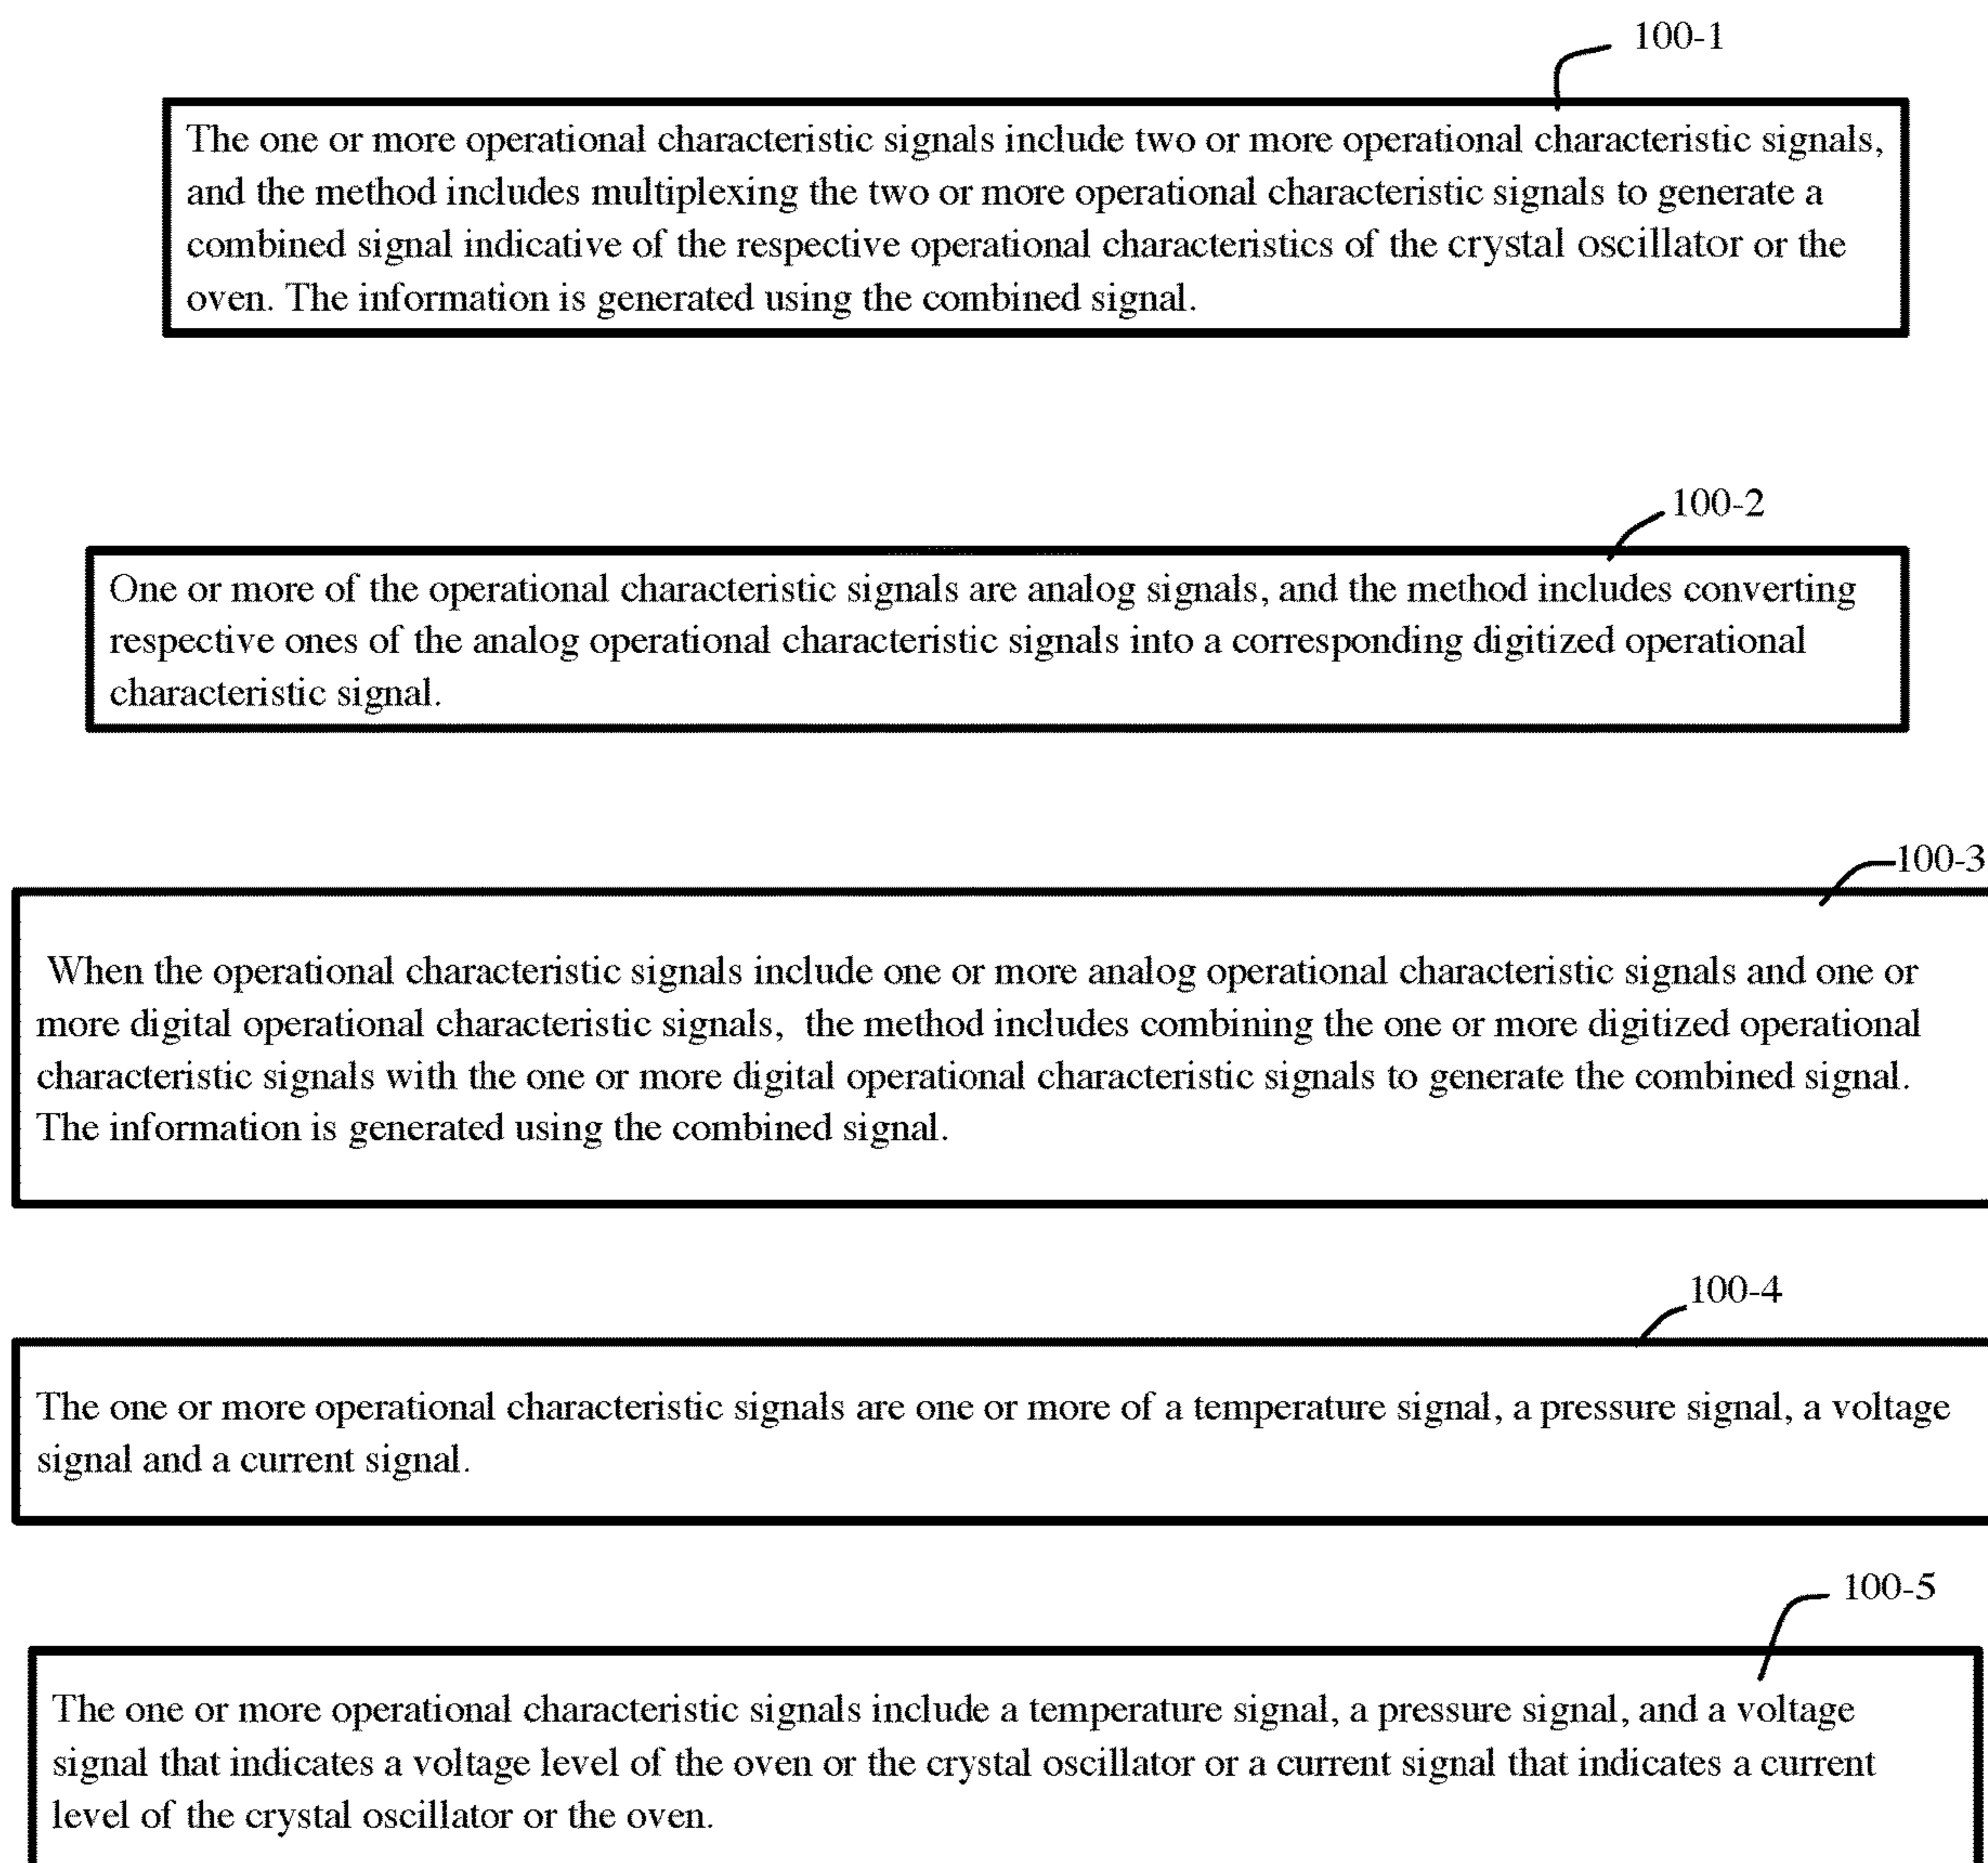 100-1
The one or more operational characteristic signals include two or more operational characteristic signals,
and the method includes multiplexing the two or more operational characteristic signals to generate a
combined signal indicative of the respective operational characteristics of the crystal oscillator or the
oven. The information is generated using the combined signal.
100-2
One or more of the operational characteristic signals are analog signals, and the method includes converting
respective ones of the analog operational characteristic signals into a corresponding digitized operational
characteristic signal.
100-3
When the operational characteristic signals include one or more analog operational characteristic signals and one or
more digital operational characteristic signals, the method includes combining the one or more digitized operational
characteristic signals with the one or more digital operational characteristic signals to generate the combined signal.
The information is generated using the combined signal.
100-4
The one or more operational characteristic signals are one or more of a temperature signal, a pressure signal, a voltage
signal and a current signal.
100-5
The one or more operational characteristic signals include a temperature signal, a pressure signal, and a voltage
signal that indicates a voltage level of the oven or the crystal oscillator or a current signal that indicates a current
level of the crystal oscillator or the oven.